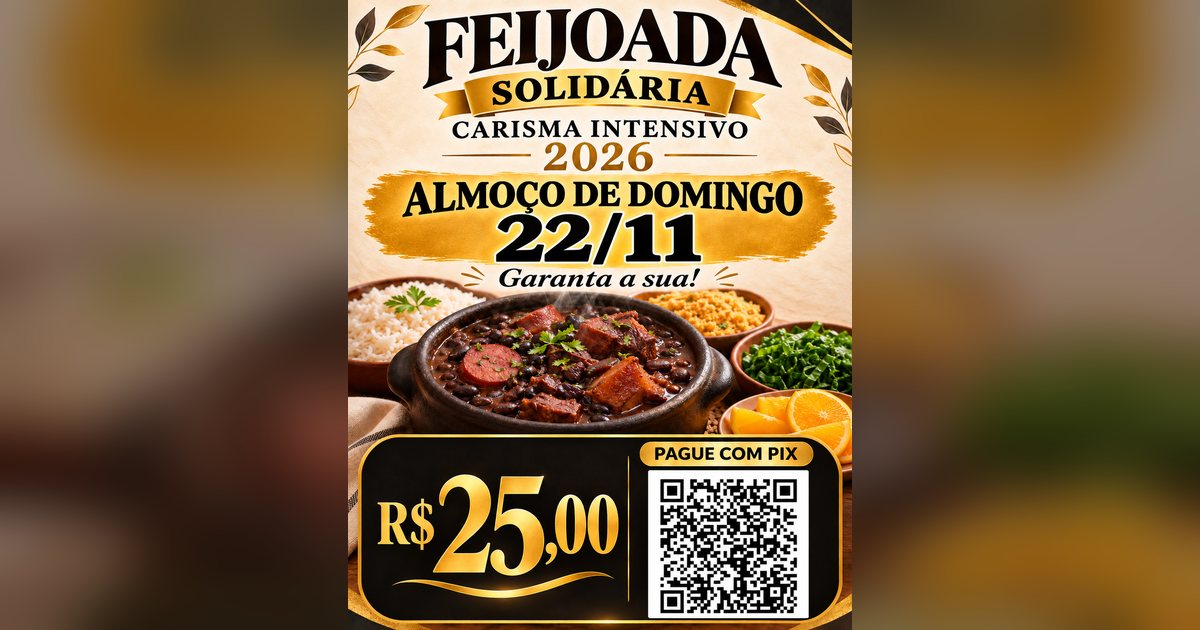 FEIJOADA
SOLIDÁRIA
CARISMA INTENSIVO
2026
ALMOÇO DE DOMINGO
22/11
Garanta a sua!
R$ 25,00
PAGUE COM PIX